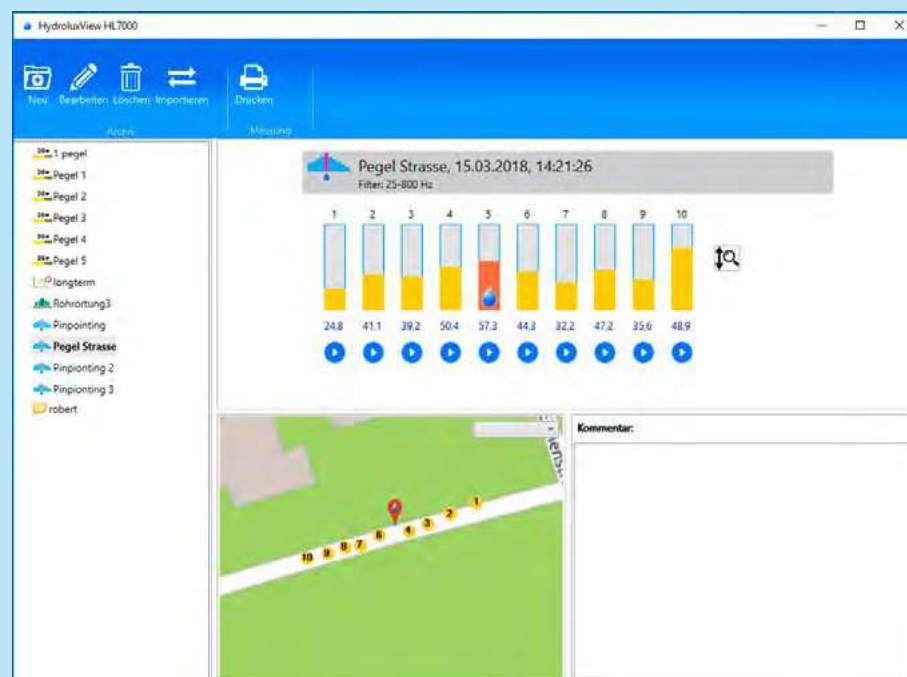 HydroluxView HL7000
Neu Bearbeiten Löschen Importieren Drucken
Archiv Messung
1 pegel
Pegel 1
Pegel 2
Pegel 3
Pegel 4
Pegel 5
longterm
Rohrortung3
Pinpointing
Pegel Strasse
Pinpionting 2
Pinpionting 3
robert
Pegel Strasse, 15.03.2018, 14:21:26
Filter: 25-800 Hz
1 2 3 4 5 6 7 8 9 10
24,8 41,1 39,2 50,4 57,3 44,3 32,2 47,2 35,6 48,9
1
2
3
4
6
7
8
9
10
Kommentar: